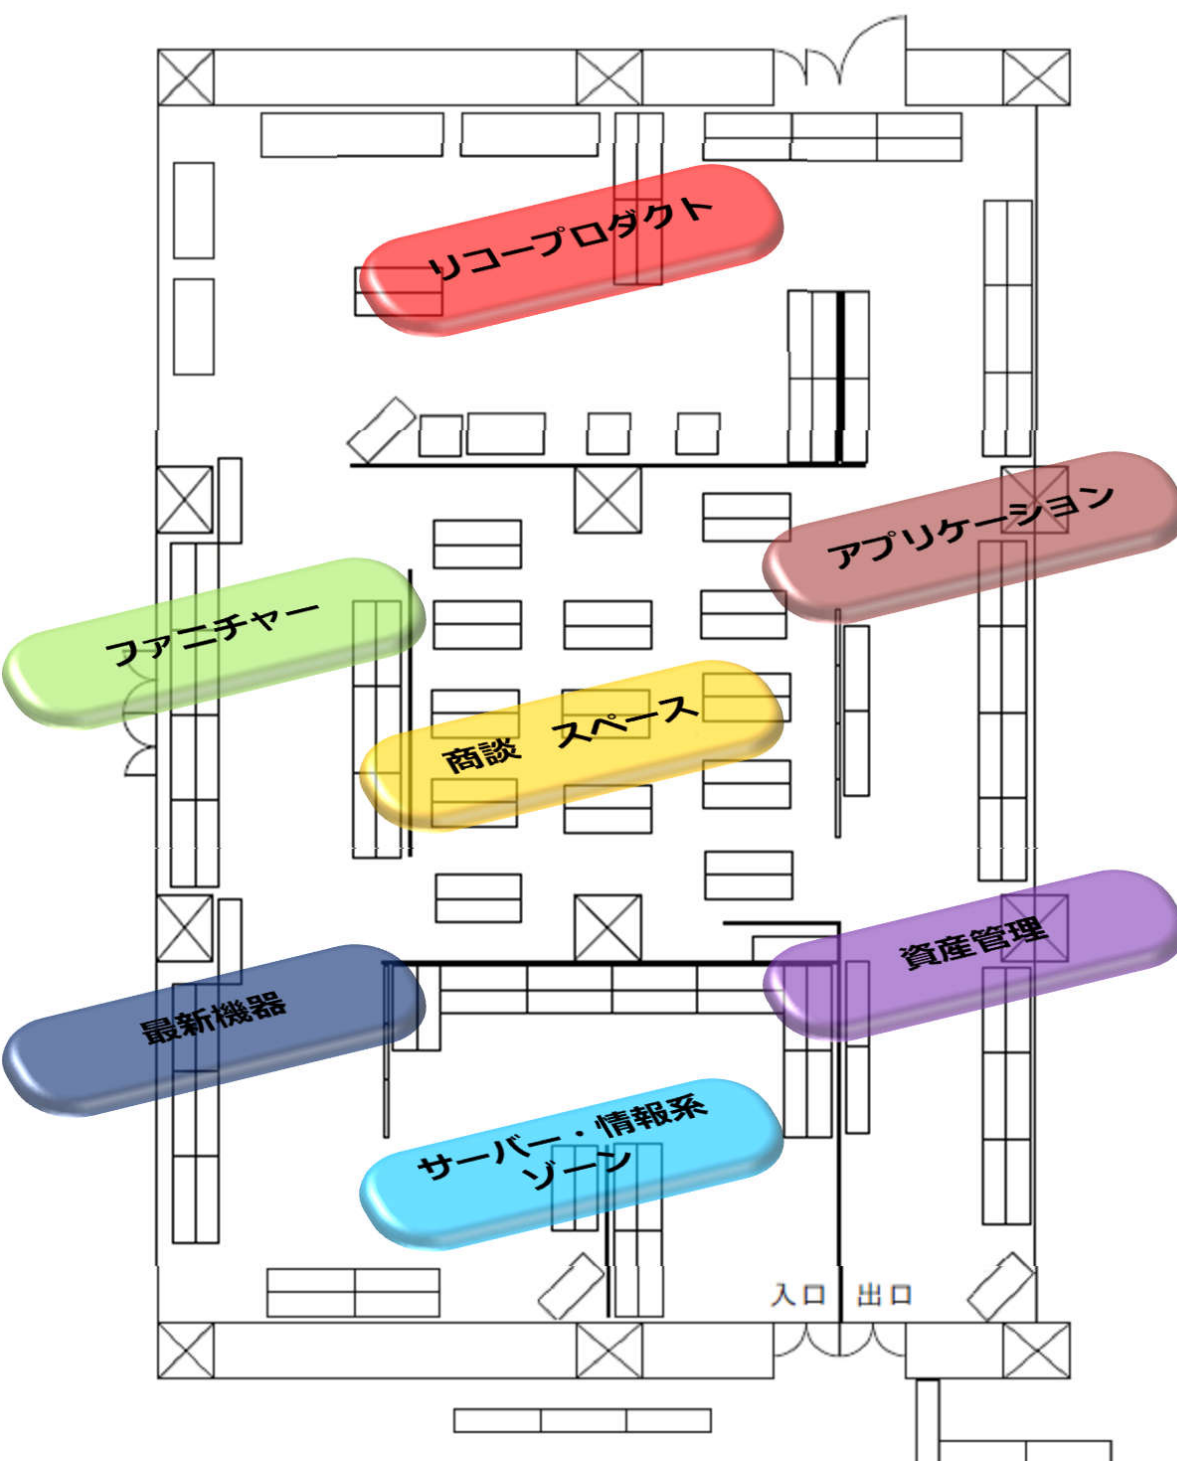 リコープロダクト
アプリケーション
ファニチャー
商談　スペース
資産管理
最新機器
サーバー・情報系
ゾーン
入口
出口